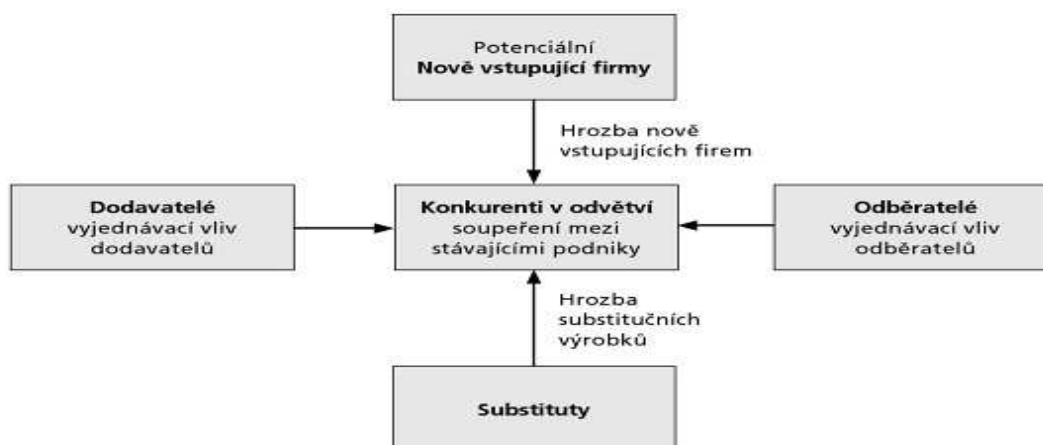 Potenciální
Nově vstupující firmy
Hrozba nově
vstupujících firem
Dodavatelé
vyjednávací vliv
dodavatelů
Konkurenti v odvětví
soupeření mezi
stávajícími podniky
Odběratelé
vyjednávací vliv
odběratelů
Hrozba
substitučních
výrobků
Substituty